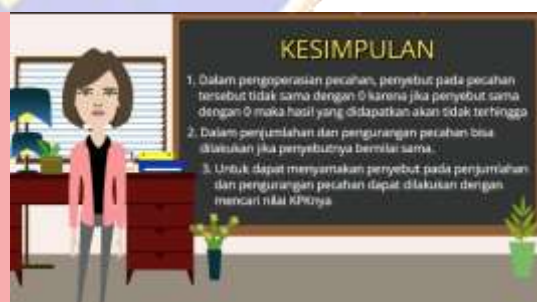 KESIMPULAN
1. Dalam pengoperasian pecahan, penyebut pada pecahan
tersebut tidak sama dengan 0 karena jika penyebut sama
dengan 0 maka hasil yang didapatkan akan tidak terhingga
2. Dalam penjumlahan dan pengurangan pecahan bisa
dilakukan jika penyebutnya bernilai sama.
3. Untuk dapat menyamakan penyebut pada penjumlahan
dan pengurangan pecahan dapat dilakukan dengan
mencari nilai KPKnya